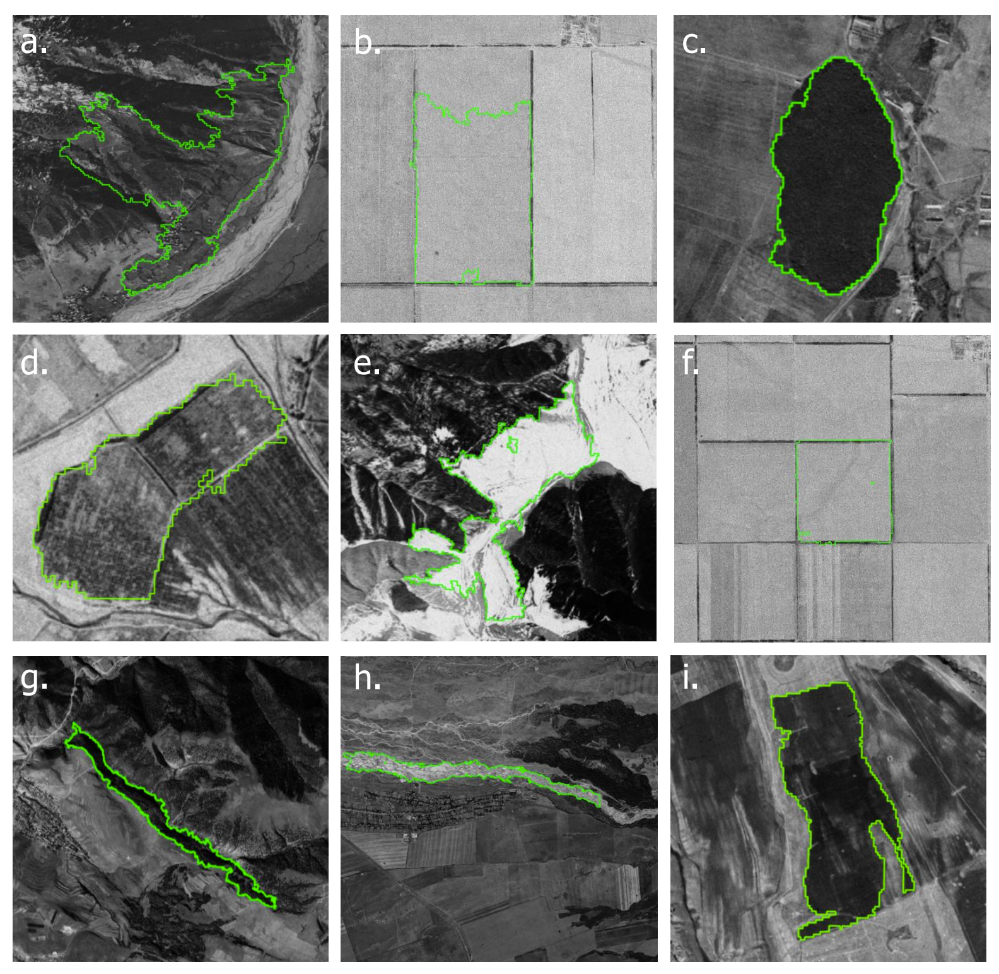 a. b. c.
d. e. f.
g. h. i.